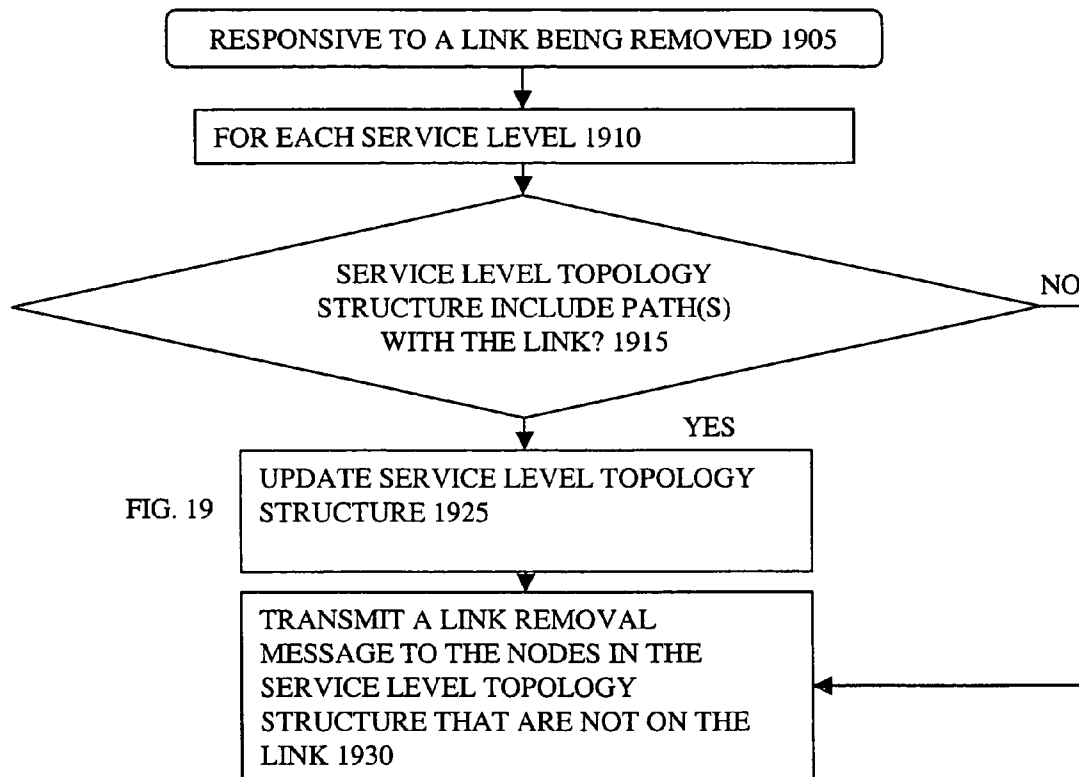 RESPONSIVE TO A LINK BEING REMOVED 1905
FOR EACH SERVICE LEVEL 1910
SERVICE LEVEL TOPOLOGY
STRUCTURE INCLUDE PATH(S)
WITH THE LINK? 1915
NO
YES
UPDATE SERVICE LEVEL TOPOLOGY
STRUCTURE 1925
FIG. 19
TRANSMIT A LINK REMOVAL
MESSAGE TO THE NODES IN THE
SERVICE LEVEL TOPOLOGY
STRUCTURE THAT ARE NOT ON THE
LINK 1930